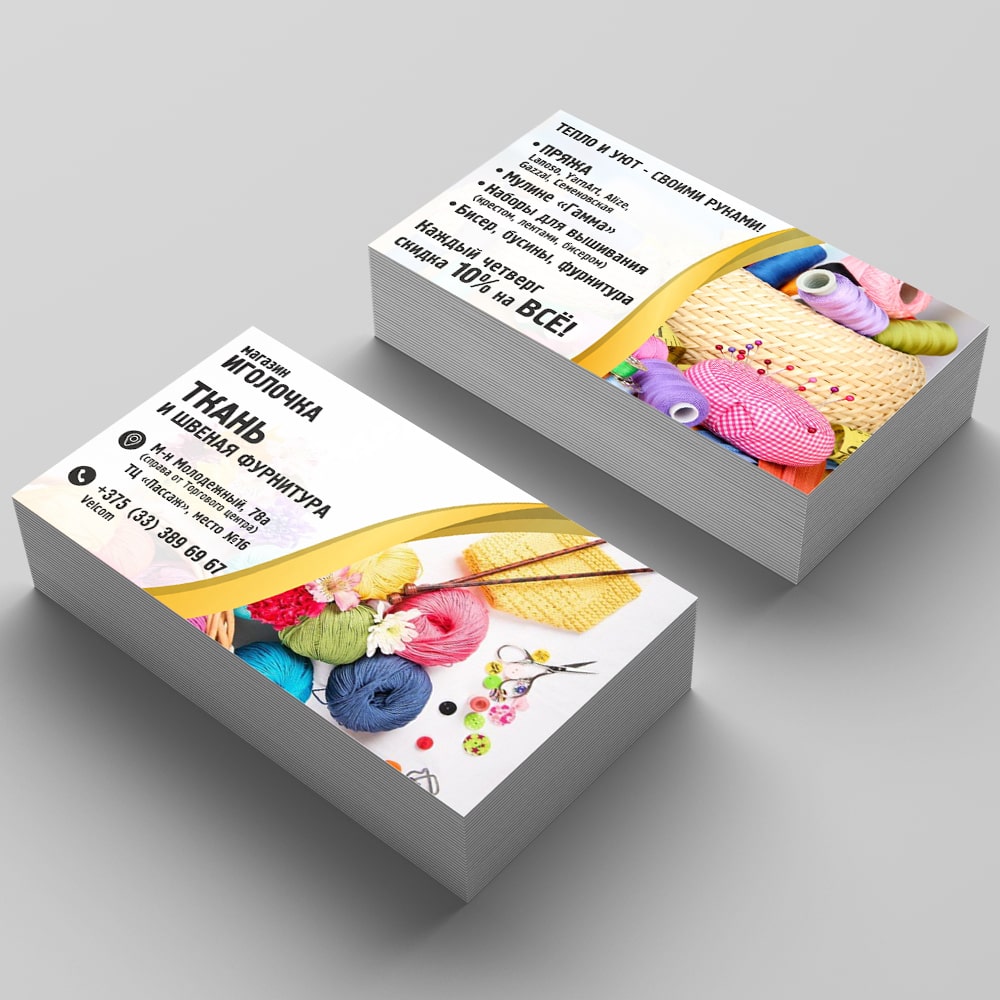 магазин
ИГОЛОЧКА
ТКАНЬ
И ШВЕНАЯ ФУРНИТУРА
М-н Молодежный, 78а
(справа от Торгового центра)
ТЦ «Пассаж», место №16
+375 (33) 389 69 67
Velcom
ТЕПЛО И УЮТ - СВОИМИ РУКАМИ!
• ПРЯЖА
Lanoso, YarnArt, Alize,
Gazzal, Семеновская
• Мулине «Гамма»
• Наборы для вышивания
(крестом, лентами, бисером)
• Бисер, бусины, фурнитура
Каждый четверг
скидка 10% на ВСЁ!